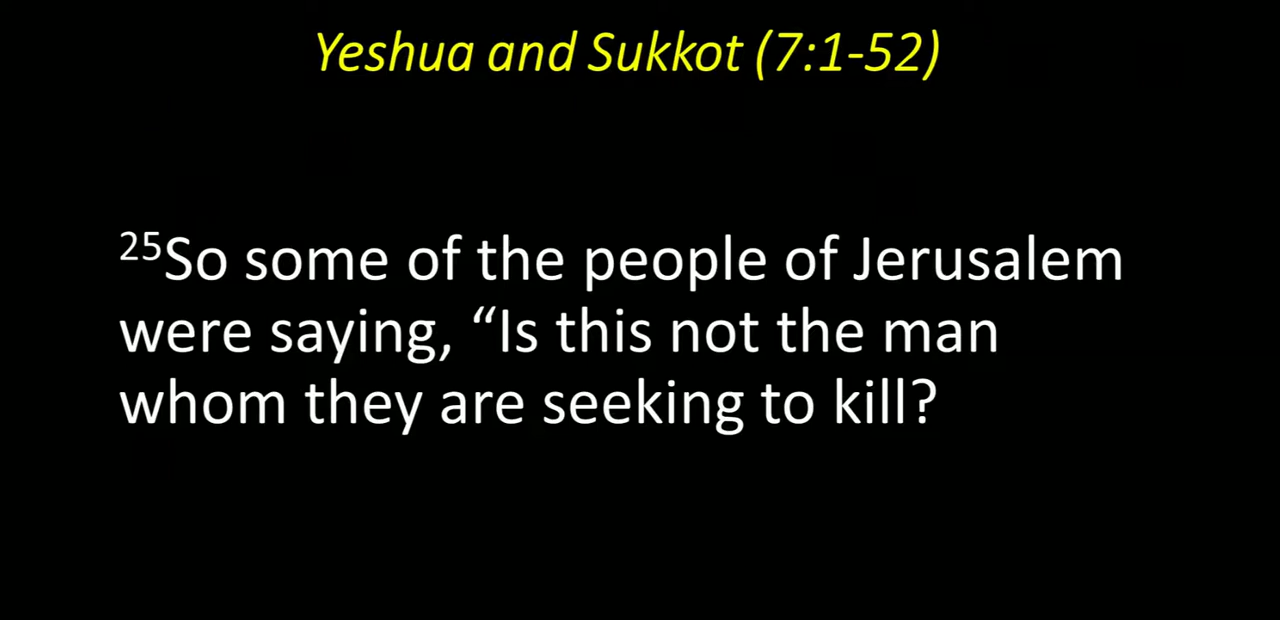 Yeshua and Sukkot (7:1-52)
²⁵So some of the people of Jerusalem
were saying, “Is this not the man
whom they are seeking to kill?